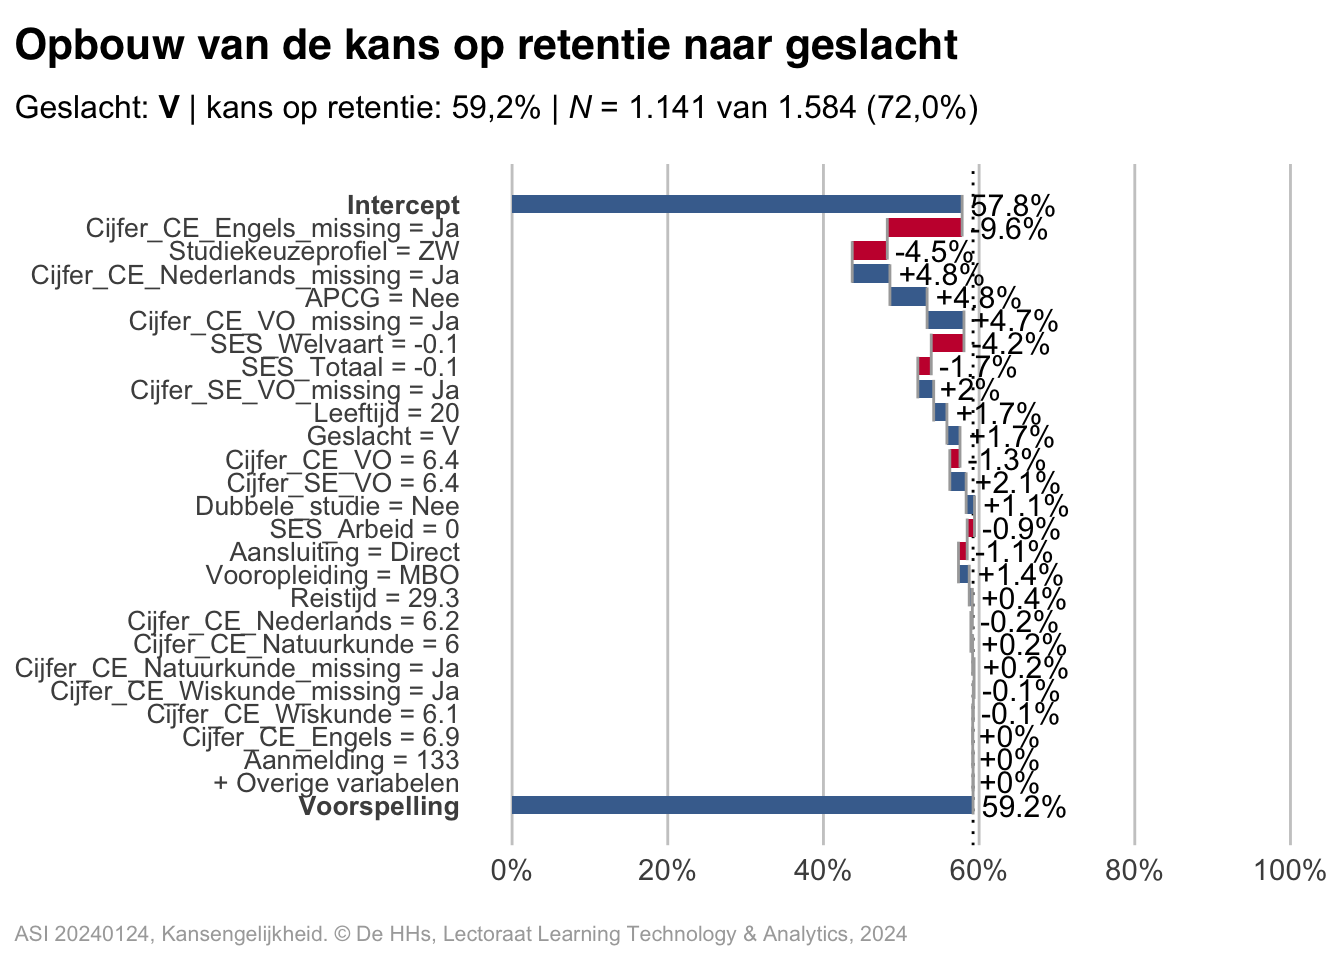 Opbouw van de kans op retentie naar geslacht
Geslacht: V | kans op retentie: 59,2% | N = 1.141 van 1.584 (72,0%)
Intercept 57.8%
Cijfer_CE_Engels_missing = Ja -9.6%
Studiekeuzeprofiel = ZW -4.5%
Cijfer_CE_Nederlands_missing = Ja +4.8%
APCG = Nee +4.8%
Cijfer_CE_VO_missing = Ja +4.7%
SES_Welvaart = -0.1 -4.2%
SES_Totaal = -0.1 -1.7%
Cijfer_SE_VO_missing = Ja +2%
Leeftijd = 20 +1.7%
Geslacht = V +1.7%
Cijfer_CE_VO = 6.4 -1.3%
Cijfer_SE_VO = 6.4 +2.1%
Dubbele_studie = Nee +1.1%
SES_Arbeid = 0 -0.9%
Aansluiting = Direct -1.1%
Vooropleiding = MBO +1.4%
Reistijd = 29.3 +0.4%
Cijfer_CE_Nederlands = 6.2 -0.2%
Cijfer_CE_Natuurkunde = 6 +0.2%
Cijfer_CE_Natuurkunde_missing = Ja +0.2%
Cijfer_CE_Wiskunde_missing = Ja -0.1%
Cijfer_CE_Wiskunde = 6.1 -0.1%
Cijfer_CE_Engels = 6.9 +0%
Aanmelding = 133 +0%
+ Overige variabelen +0%
Voorspelling 59.2%
0% 20% 40% 60% 80% 100%
ASI 20240124, Kansengelijkheid. © De HHs, Lectoraat Learning Technology & Analytics, 2024